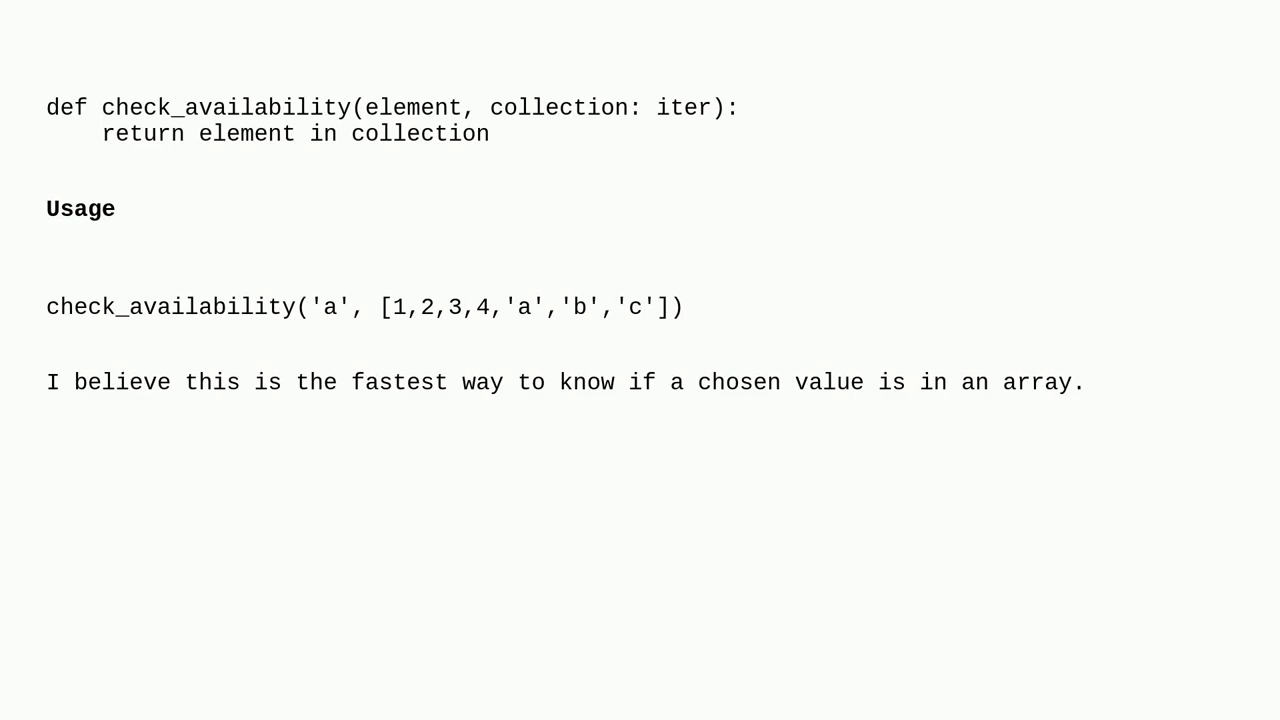 def check_availability(element, collection: iter):
    return element in collection
Usage
check_availability('a', [1,2,3,4,'a','b','c'])
I believe this is the fastest way to know if a chosen value is in an array.